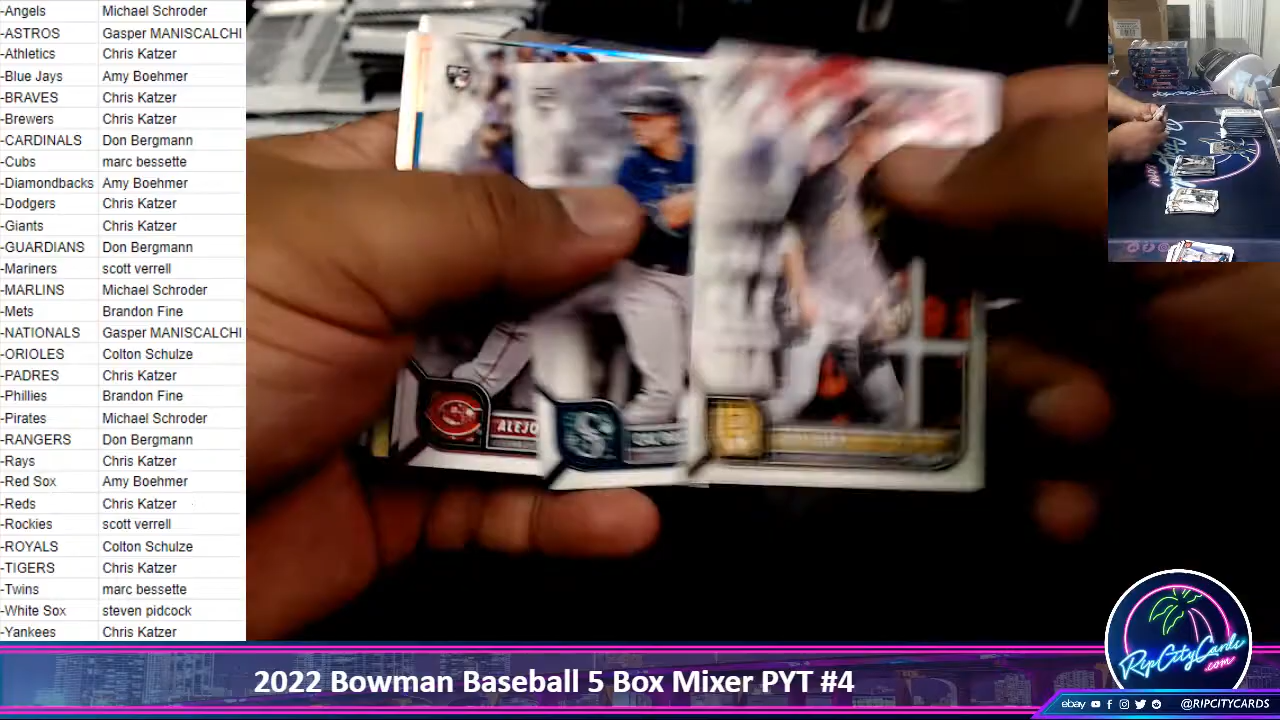 -Angels Michael Schroder
-ASTROS Gasper MANISCALCHI
-Athletics Chris Katzer
-Blue Jays Amy Boehmer
-BRAVES Chris Katzer
-Brewers Chris Katzer
-CARDINALS Don Bergmann
-Cubs marc bessette
-Diamondbacks Amy Boehmer
-Dodgers Chris Katzer
-Giants Chris Katzer
-GUARDIANS Don Bergmann
-Mariners scott verrell
-MARLINS Michael Schroder
-Mets Brandon Fine
-NATIONALS Gasper MANISCALCHI
-ORIOLES Colton Schulze
-PADRES Chris Katzer
-Phillies Brandon Fine
-Pirates Michael Schroder
-RANGERS Don Bergmann
-Rays Chris Katzer
-Red Sox Amy Boehmer
-Reds Chris Katzer
-Rockies scott verrell
-ROYALS Colton Schulze
-TIGERS Chris Katzer
-Twins marc bessette
-White Sox steven pidcock
-Yankees Chris Katzer
ALEJO
2022 Bowman Baseball 5 Box Mixer PYT #4
RipCityCards
.com
ebay @RIPCITYCARDS